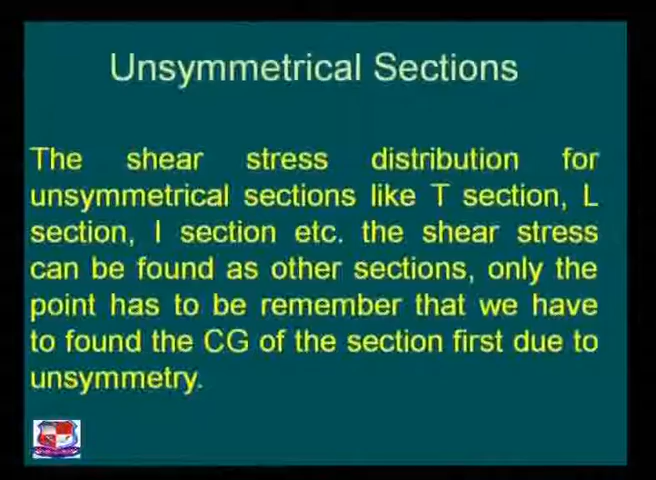 Unsymmetrical Sections
The shear stress distribution for
unsymmetrical sections like T section, L
section, I section etc. the shear stress
can be found as other sections, only the
point has to be remember that we have
to found the CG of the section first due to
unsymmetry.